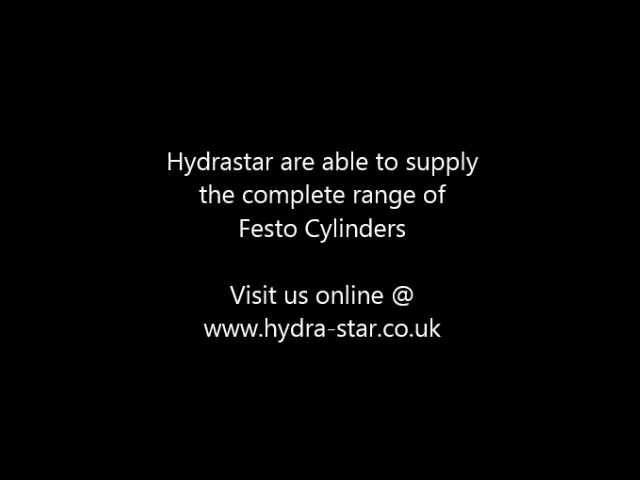 Hydrastar are able to supply
the complete range of
Festo Cylinders
Visit us online @
www.hydra-star.co.uk